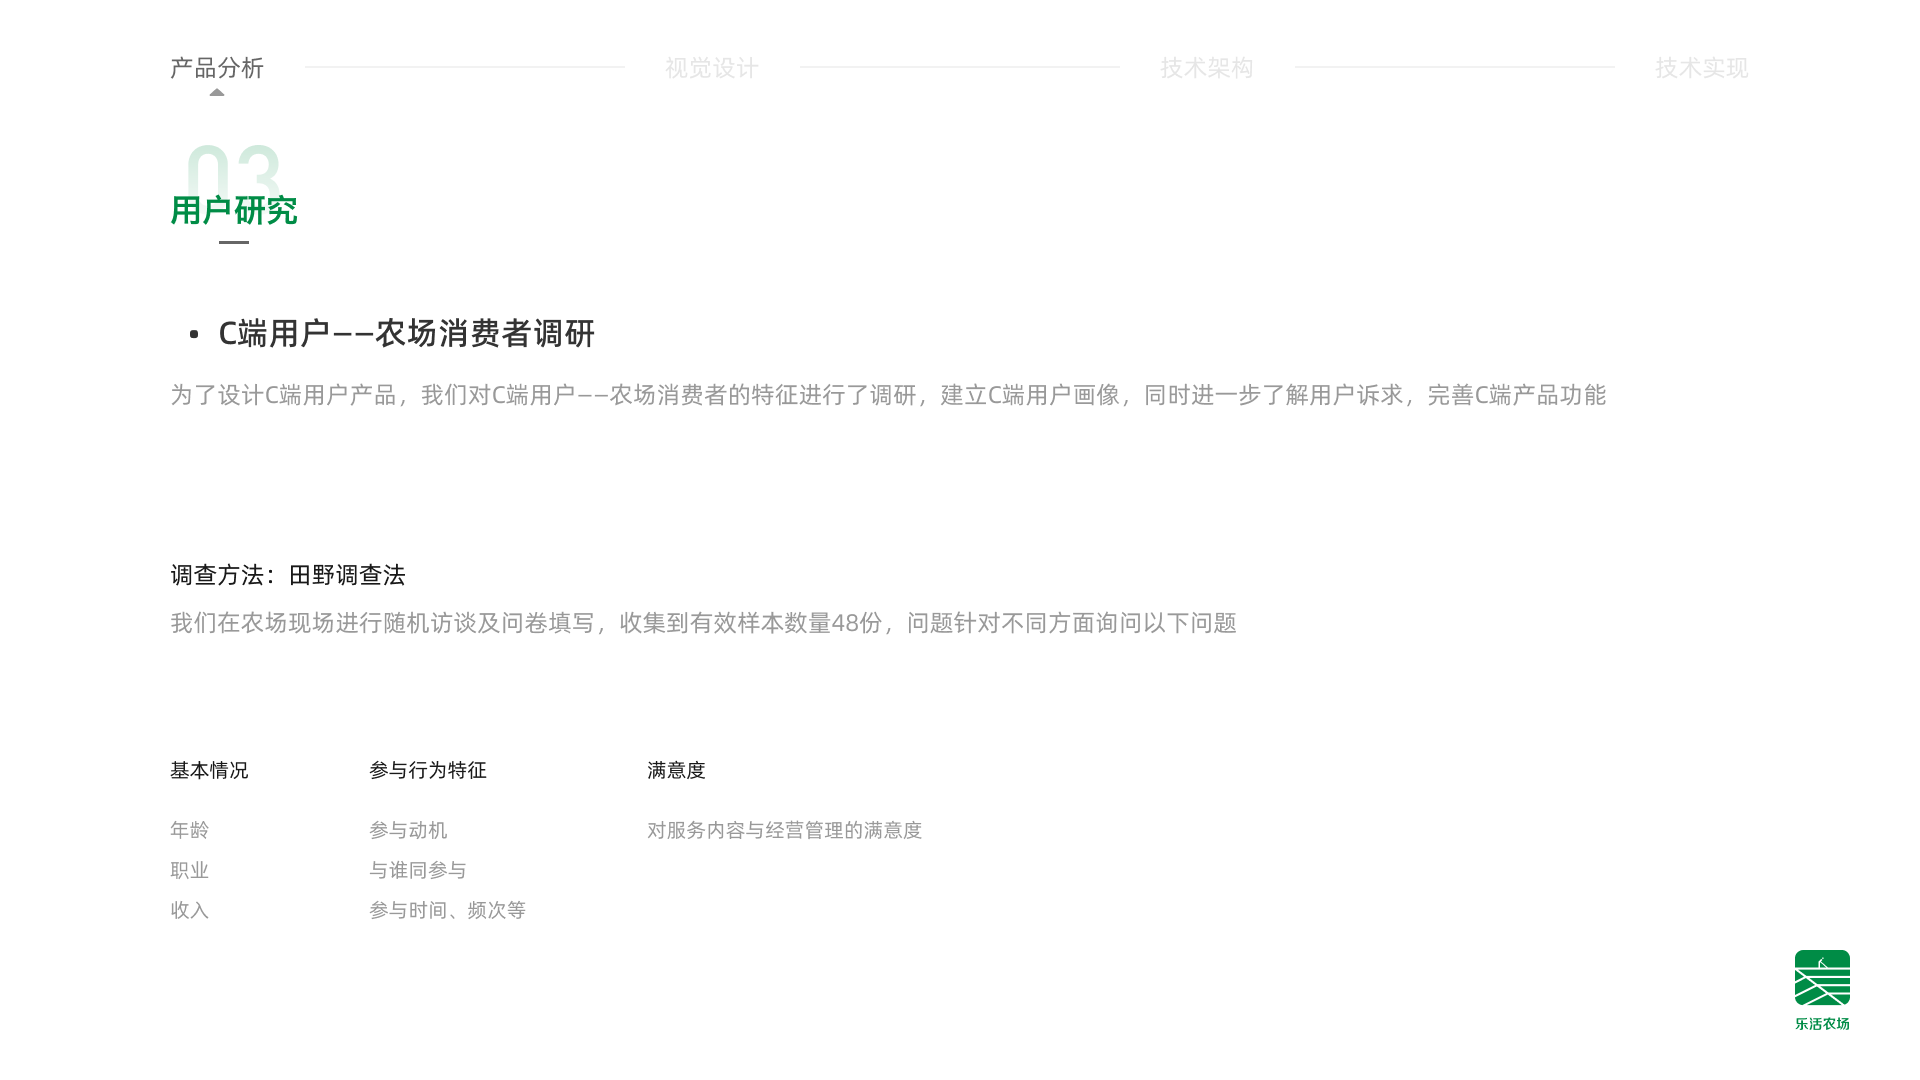 产品分析 视觉设计 技术架构 技术实现
03
用户研究
• C端用户——农场消费者调研
为了设计C端用户产品，我们对C端用户——农场消费者的特征进行了调研，建立C端用户画像，同时进一步了解用户诉求，完善C端产品功能
调查方法：田野调查法
我们在农场现场进行随机访谈及问卷填写，收集到有效样本数量48份，问题针对不同方面询问以下问题
基本情况 参与行为特征 满意度
年龄 参与动机 对服务内容与经营管理的满意度
职业 与谁同参与
收入 参与时间、频次等
乐活农场